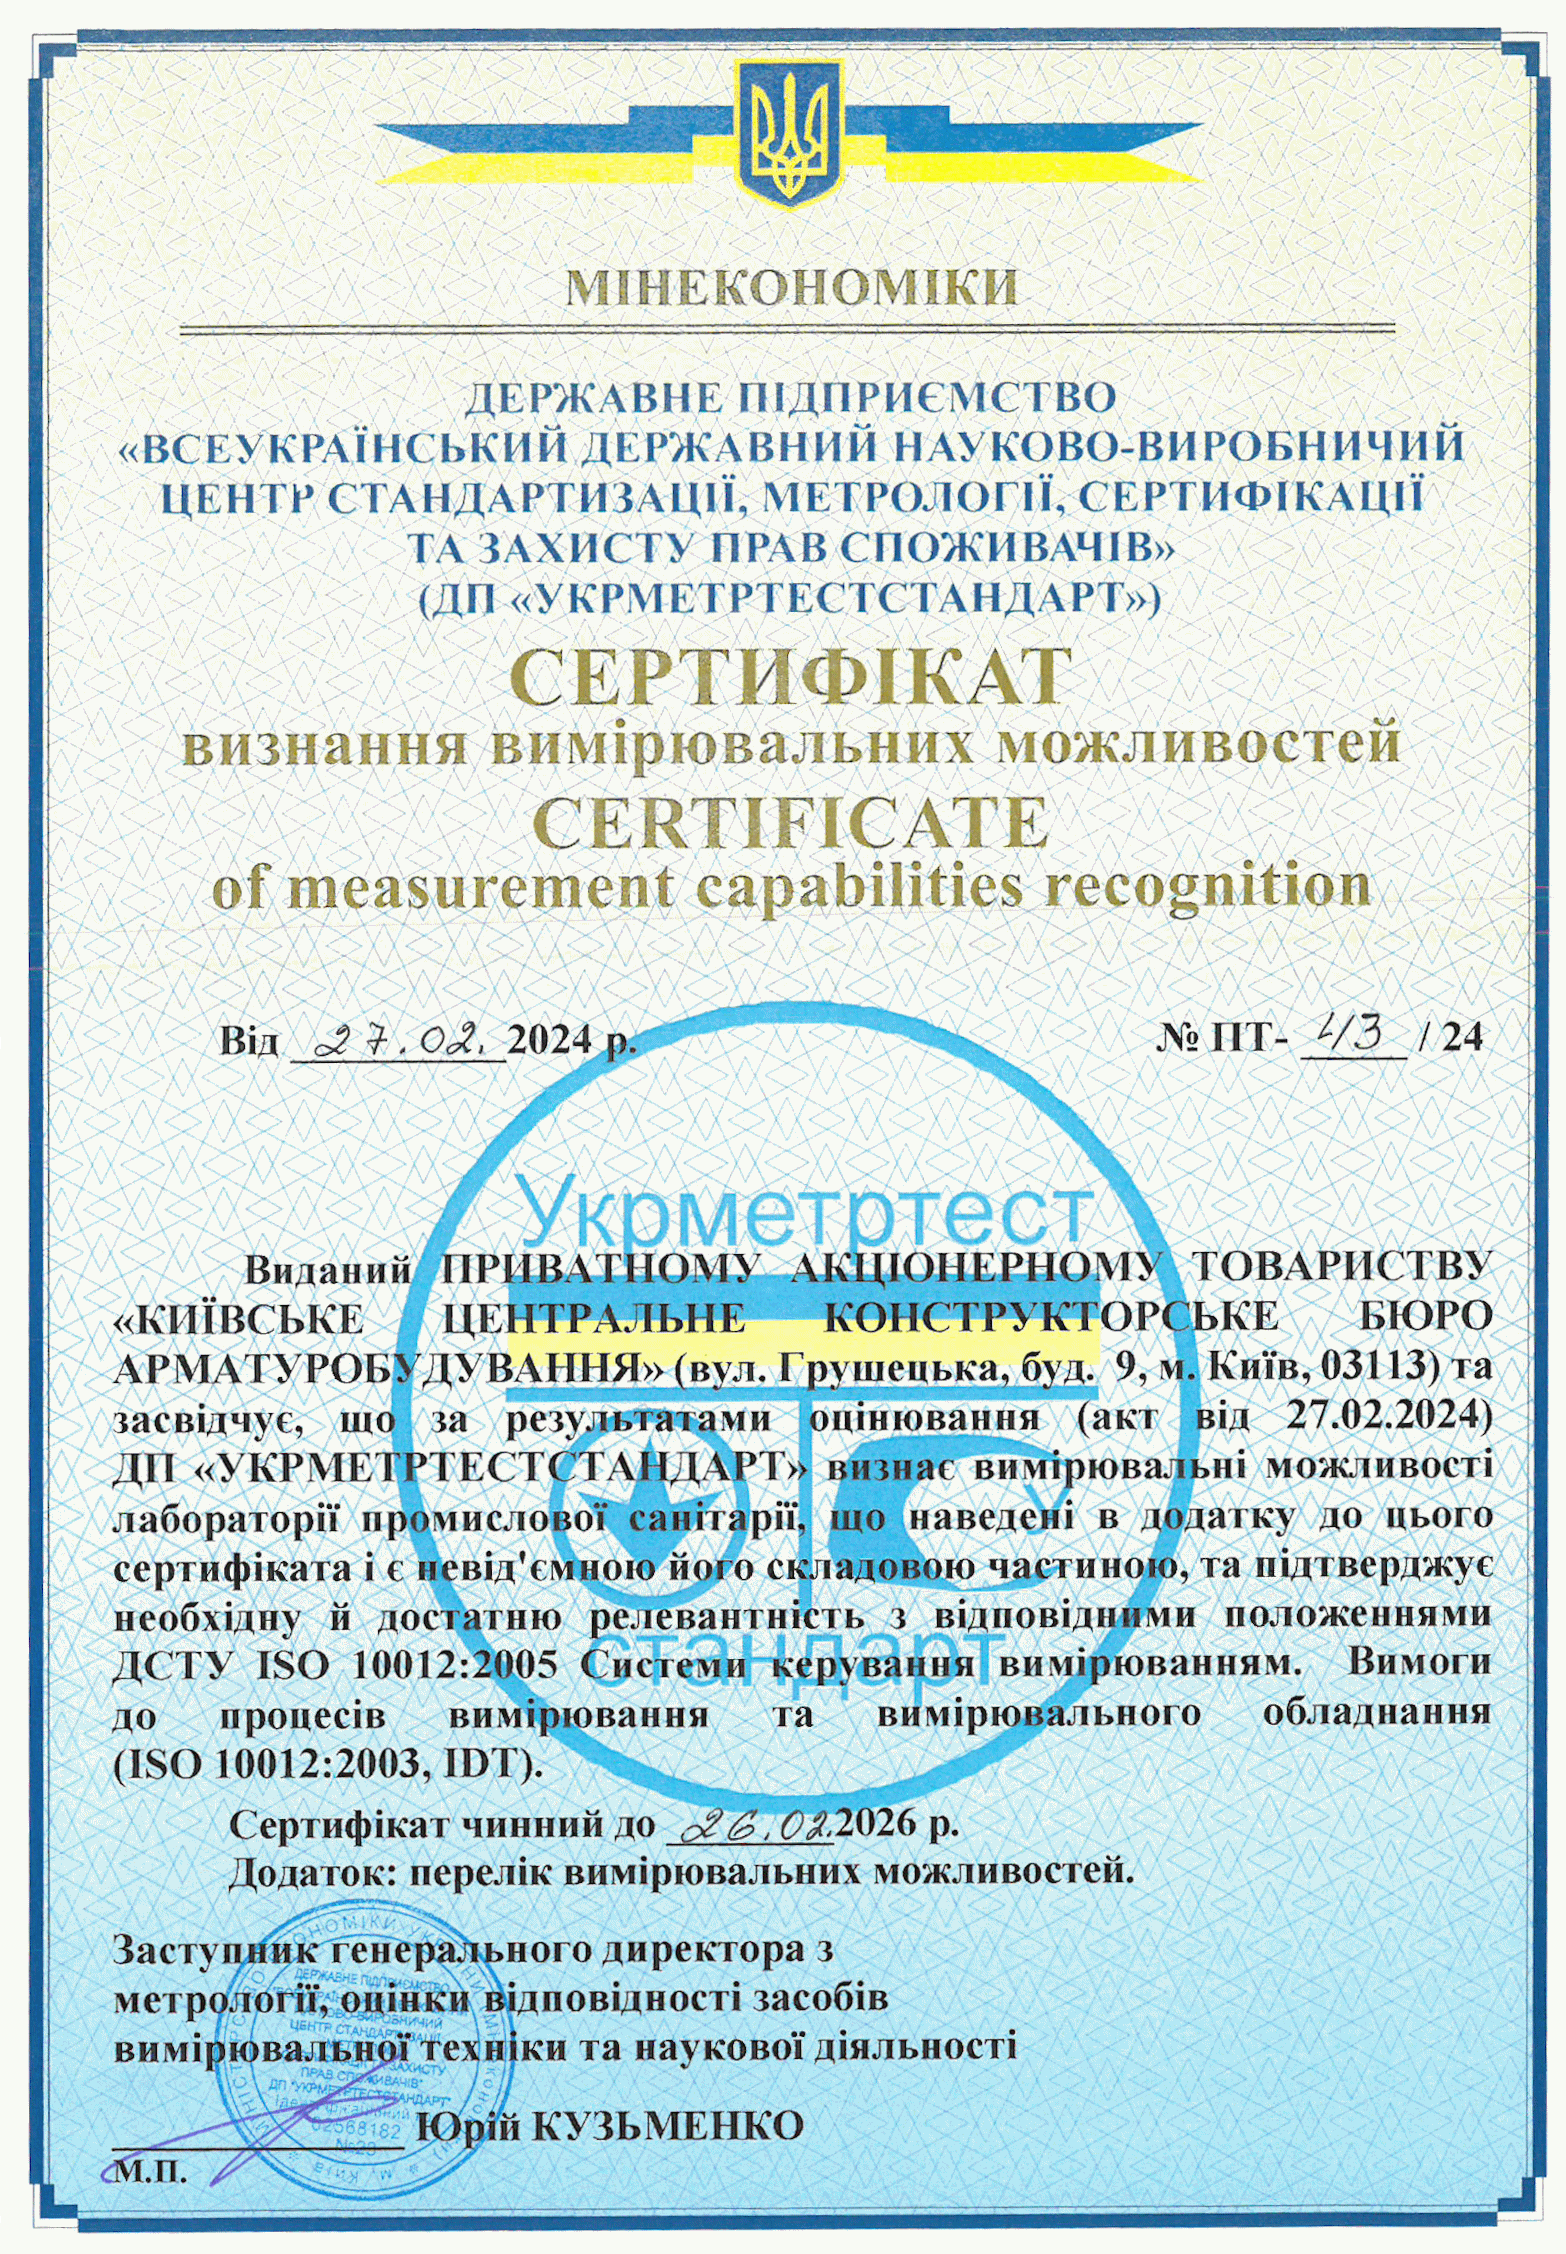 МІНЕКОНОМІКИ
ДЕРЖАВНЕ ПІДПРИЄМСТВО
«ВСЕУКРАЇНСЬКИЙ ДЕРЖАВНИЙ НАУКОВО-ВИРОБНИЧИЙ
ЦЕНТР СТАНДАРТИЗАЦІЇ, МЕТРОЛОГІЇ, СЕРТИФІКАЦІЇ
ТА ЗАХИСТУ ПРАВ СПОЖИВАЧІВ»
(ДП «УКРМЕТРТЕСТСТАНДАРТ»)
СЕРТИФІКАТ
визнання вимірювальних можливостей
CERTIFICATE
of measurement capabilities recognition
Від 27.02. 2024 р. № ПТ- 43 / 24
Укрметртест
Виданий ПРИВАТНОМУ АКЦІОНЕРНОМУ ТОВАРИСТВУ
«КИЇВСЬКЕ ЦЕНТРАЛЬНЕ КОНСТРУКТОРСЬКЕ БЮРО
АРМАТУРОБУДУВАННЯ» (вул. Грушецька, буд. 9, м. Київ, 03113) та
засвідчує, що за результатами оцінювання (акт від 27.02.2024)
ДП «УКРМЕТРТЕСТСТАНДАРТ» визнає вимірювальні можливості
лабораторії промислової санітарії, що наведені в додатку до цього
сертифіката і є невід'ємною його складовою частиною, та підтверджує
необхідну й достатню релевантність з відповідними положеннями
стандарт
ДСТУ ISO 10012:2005 Системи керування вимірюванням. Вимоги
до процесів вимірювання та вимірювального обладнання
(ISO 10012:2003, IDT).
Сертифікат чинний до 26.02.2026 р.
Додаток: перелік вимірювальних можливостей.
Заступник генерального директора з
метрології, оцінки відповідності засобів
вимірювальної техніки та наукової діяльності
Юрій КУЗЬМЕНКО
М.П.
ДЕРЖАВНЕ ПІДПРИЄМСТВО
ЦЕНТР СТАНДАРТИЗАЦІЇ
ПРАВ СПОЖИВАЧІВ"
ДП "УКРМЕТРТЕСТСТАНДАРТ"
02568182